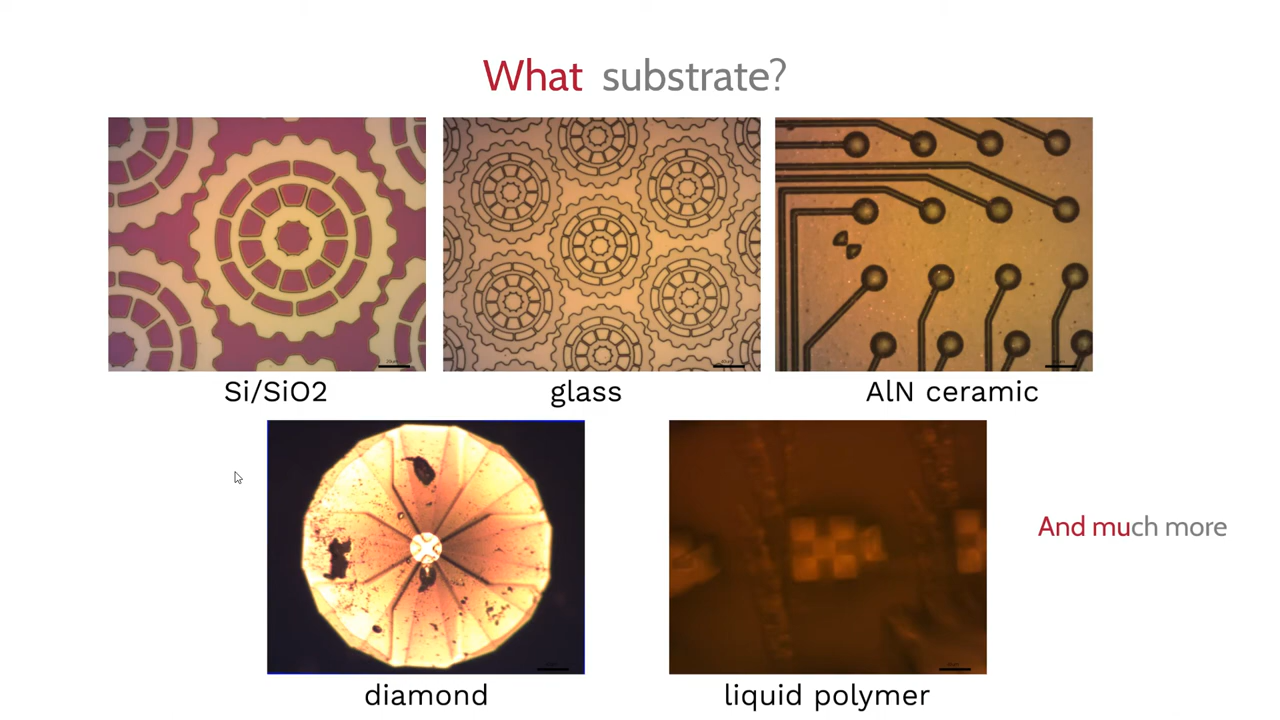 What substrate?
Si/SiO2
glass
AlN ceramic
diamond
liquid polymer
And much more